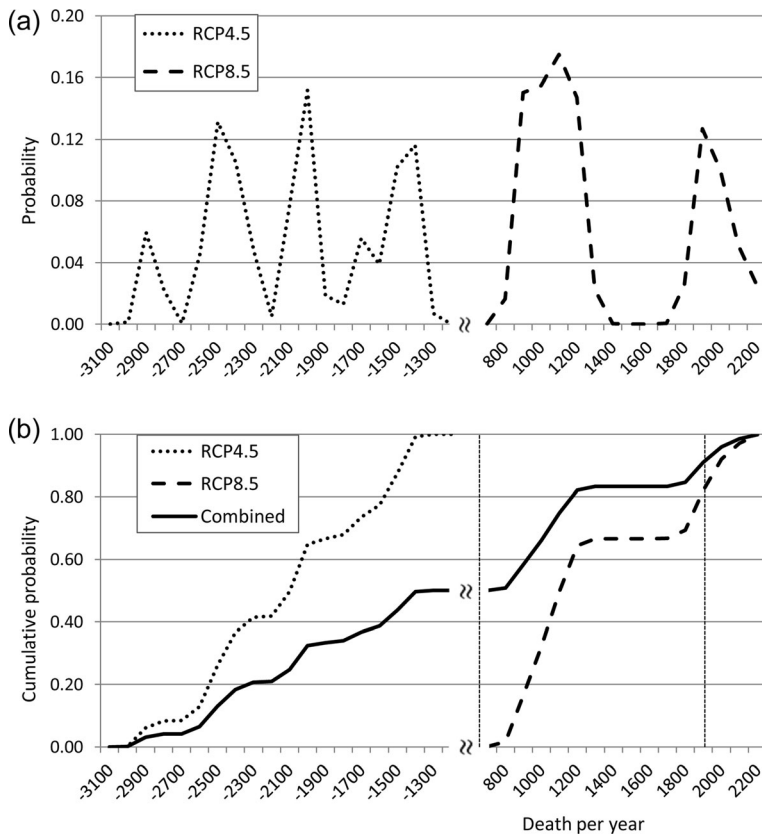 (a)
0.20
0.16
0.12
0.08
0.04
0.00
Probability
RCP4.5
RCP8.5
-3100 -2900 -2700 -2500 -2300 -2100 -1900 -1700 -1500 -1300 800 1000 1200 1400 1600 1800 2000 2200
(b)
1.00
0.80
0.60
0.40
0.20
0.00
Cumulative probability
RCP4.5
RCP8.5
Combined
-3100 -2900 -2700 -2500 -2300 -2100 -1900 -1700 -1500 -1300 800 1000 1200 1400 1600 1800 2000 2200
Death per year